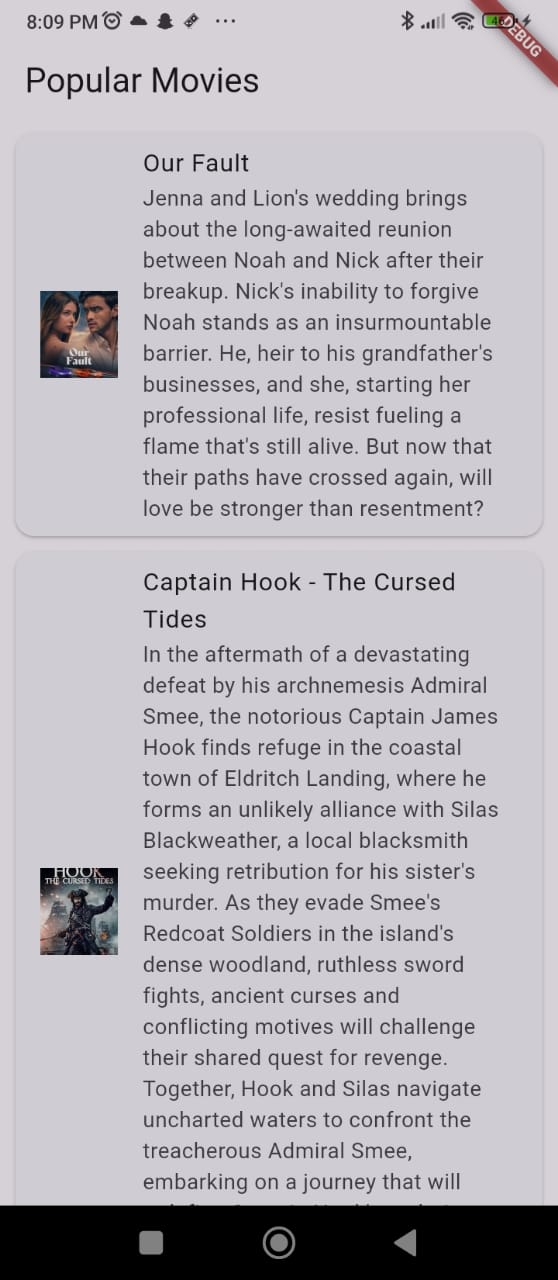 8:09 PM
46
DEBUG
Popular Movies
Our Fault
Jenna and Lion's wedding brings
about the long-awaited reunion
between Noah and Nick after their
breakup. Nick's inability to forgive
Noah stands as an insurmountable
barrier. He, heir to his grandfather's
businesses, and she, starting her
professional life, resist fueling a
flame that's still alive. But now that
their paths have crossed again, will
love be stronger than resentment?
Our
Fault
Captain Hook - The Cursed
Tides
In the aftermath of a devastating
defeat by his archnemesis Admiral
Smee, the notorious Captain James
Hook finds refuge in the coastal
town of Eldritch Landing, where he
forms an unlikely alliance with Silas
Blackweather, a local blacksmith
seeking retribution for his sister's
murder. As they evade Smee's
Redcoat Soldiers in the island's
dense woodland, ruthless sword
fights, ancient curses and
conflicting motives will challenge
their shared quest for revenge.
Together, Hook and Silas navigate
uncharted waters to confront the
treacherous Admiral Smee,
embarking on a journey that will
HOOK
THE CURSED TIDES